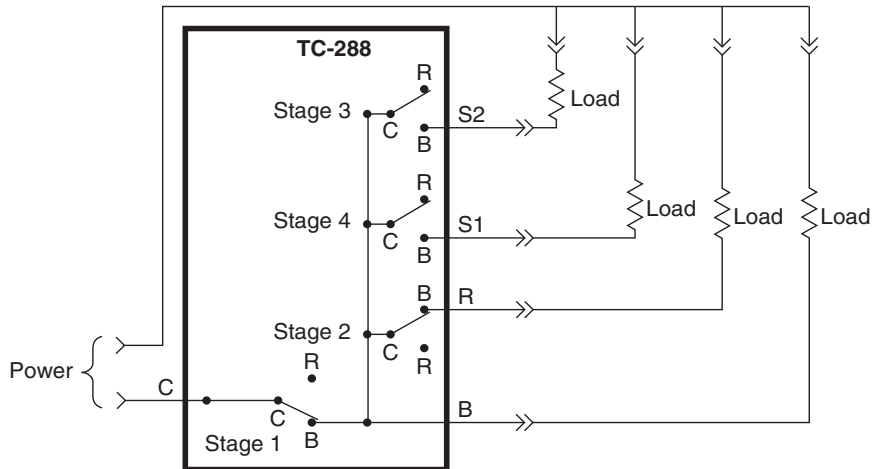 TC-288
R
Stage 3
C
B
S2
Load
R
Stage 4
C
B
S1
Load
Load
Load
B
R
Stage 2
C
R
R
Power
C
C
B
Stage 1
B